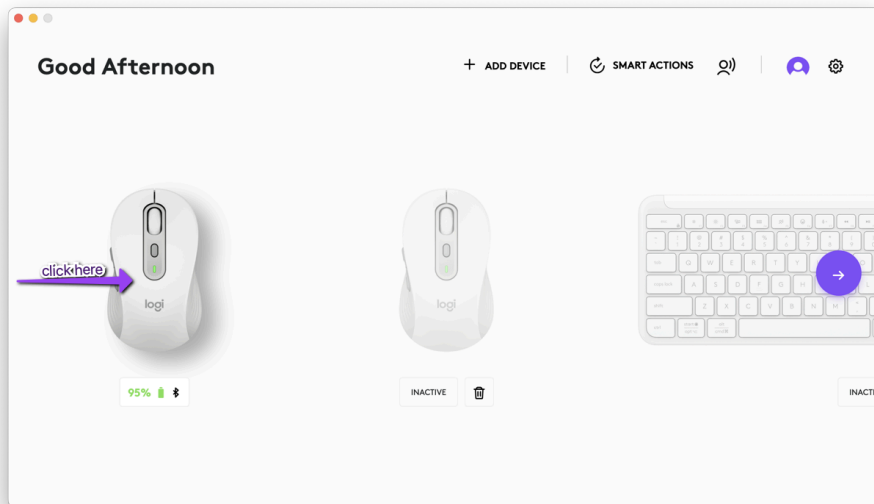 Good Afternoon
+ ADD DEVICE
SMART ACTIONS
click here
logi
logi
95%
INACTIVE